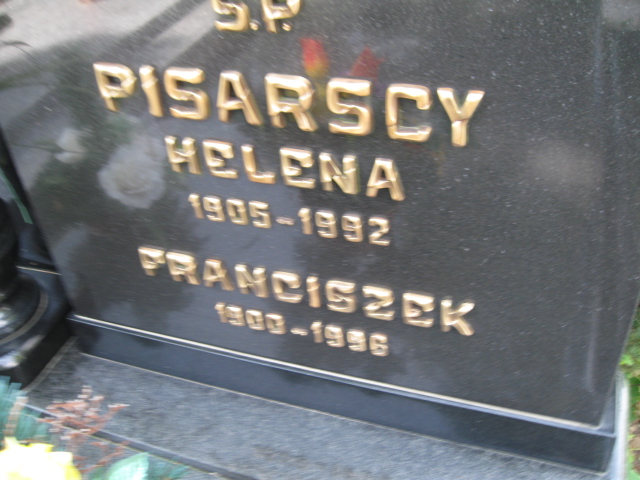 Ś.P.
PISARSCY
HELENA
1905-1992
FRANCISZEK
1900-1996